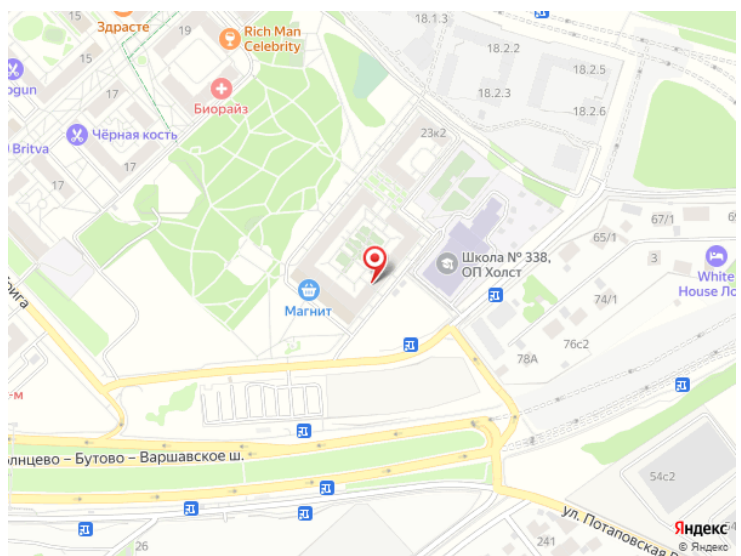 Здрасте
15
19
Rich Man
Celebrity
18.1.3
18.2.2
18.2.5
18.2.3
18.2.6
15
ogun
Биорайз
23к2
Чёрная кость
Britva
17
17
17
Школа № 338,
ОП Холст
67/1
65/1
3
White
House Ло
74/1
Магнит
рига
78А
76с2
-м
олнцево – Бутово – Варшавское ш.
54с2
ул. Потаповская
241
26
Яндекс
© Яндекс